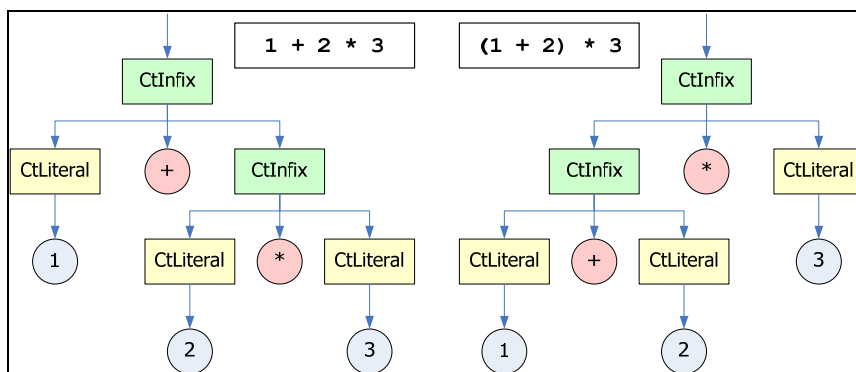 1 + 2 * 3
(1 + 2) * 3
CtInfix
CtInfix
CtLiteral
+
CtInfix
CtInfix
*
CtLiteral
1
CtLiteral
*
CtLiteral
CtLiteral
+
CtLiteral
3
2
3
1
2